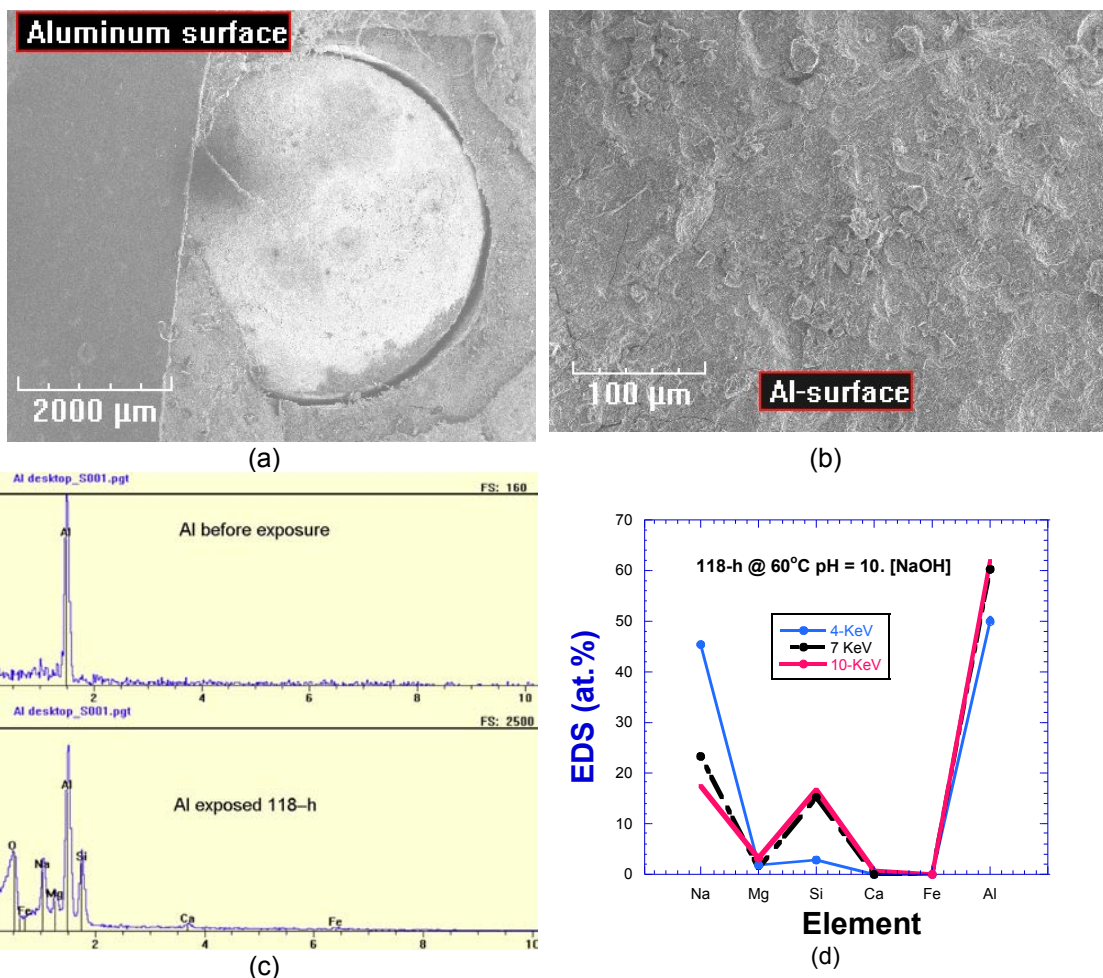 Aluminum surface
2000 µm
(a)
100 µm
Al-surface
(b)
Al desktop_S001.pgt
FS: 160
Al before exposure
Al
2 4 6 8 10
Al desktop_S001.pgt
FS: 2500
Al exposed 118–h
O Fe Na Mg Al Si Ca Fe
2 4 6 8 10
(c)
70
60
50
40
30
20
10
0
EDS (at.%)
118-h @ 60°C pH = 10. [NaOH]
4-KeV
7 KeV
10-KeV
Na Mg Si Ca Fe Al
Element
(d)